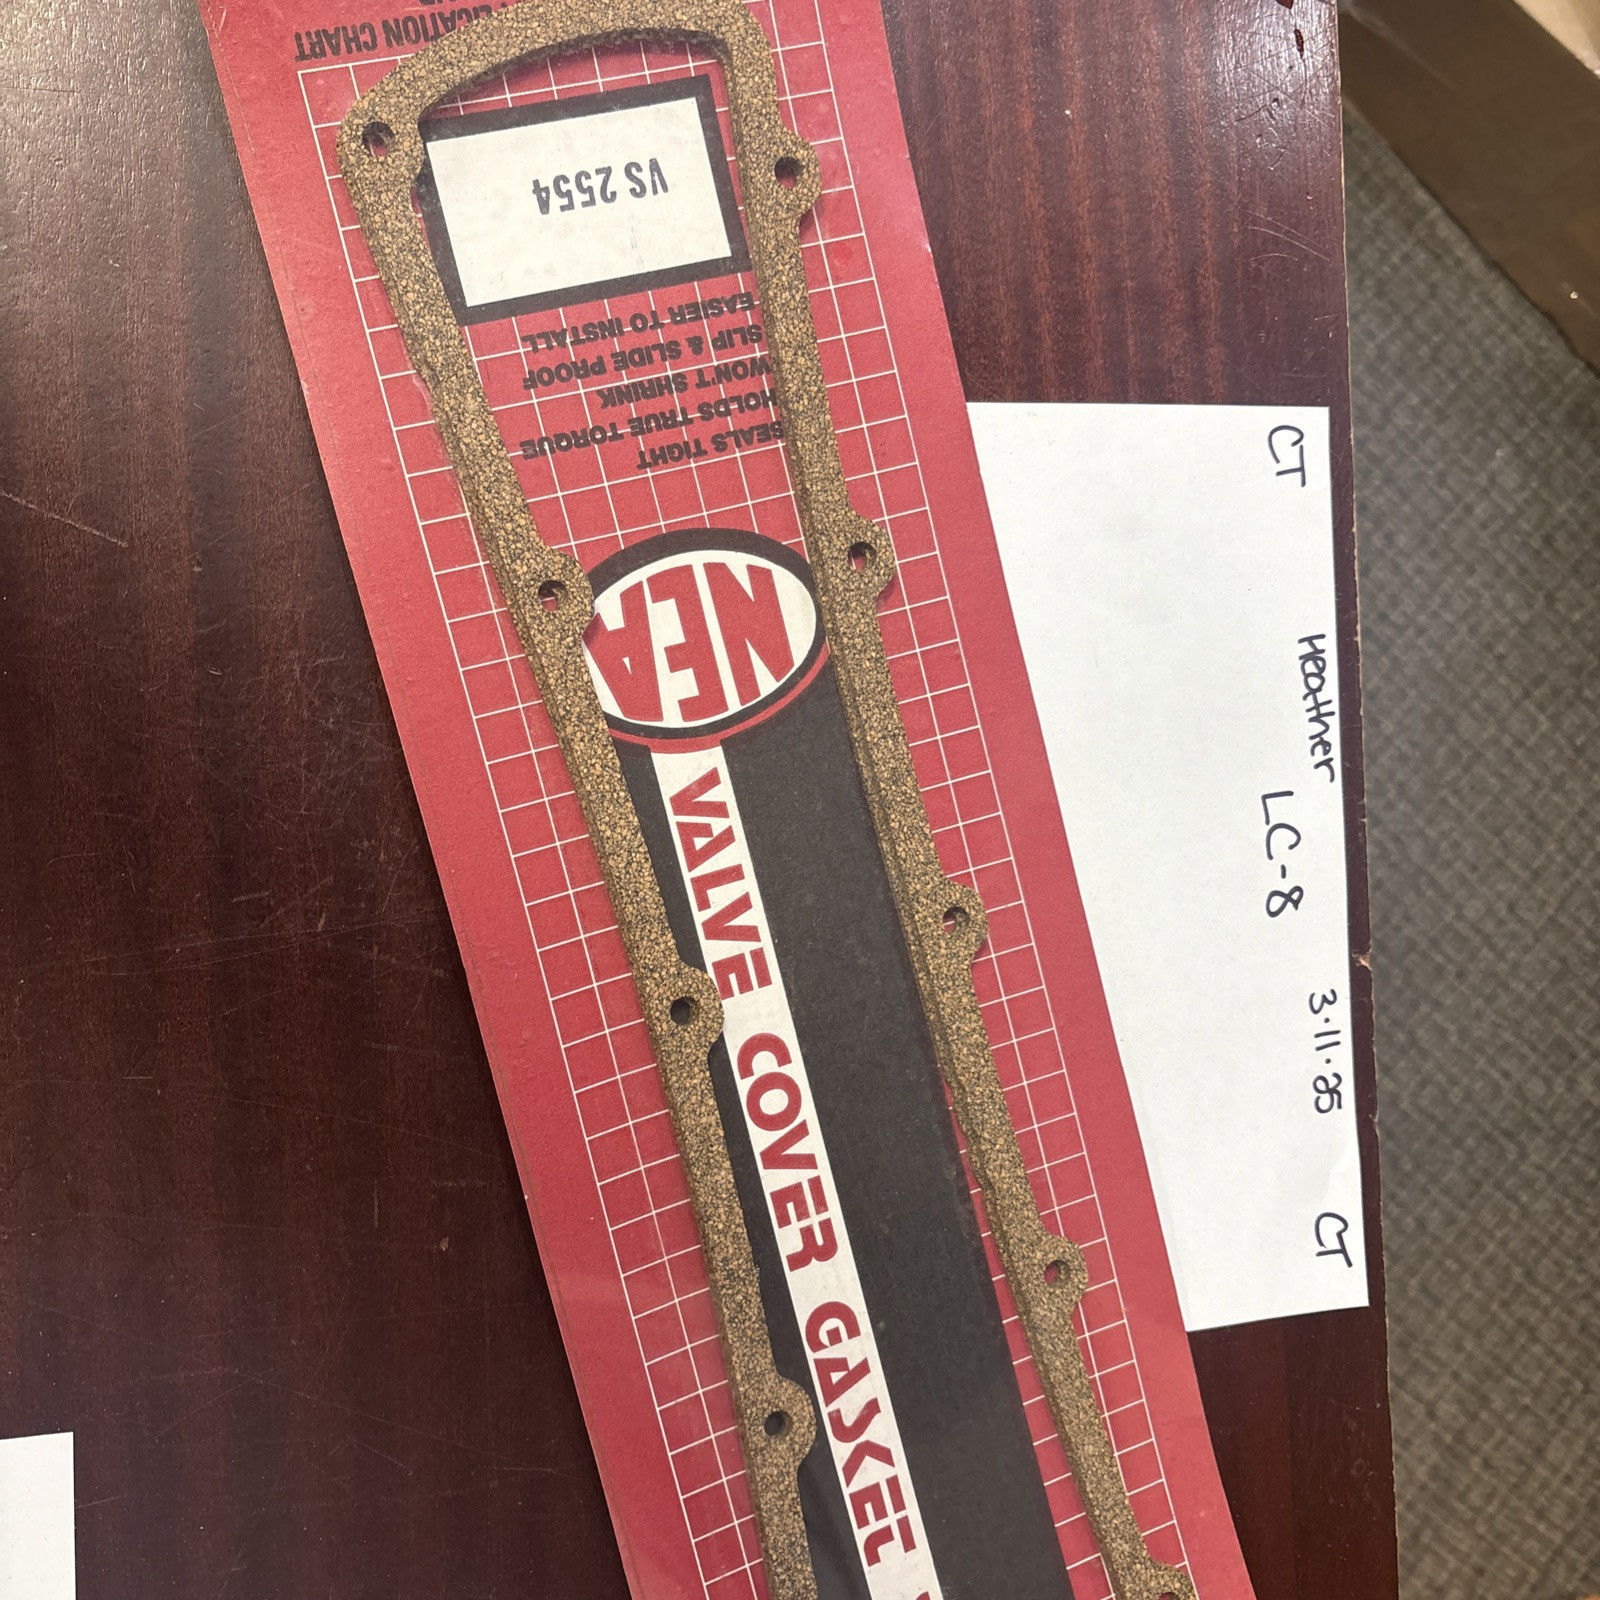 NEA
SEALS TIGHT
HOLDS TRUE TORQUE
WON'T SHRINK
SLIP & SLIDE PROOF
EASIER TO INSTALL
VS 2554
CHART
VALVE COVER GASKET
CT Heather LC-8 3·11·25 CT